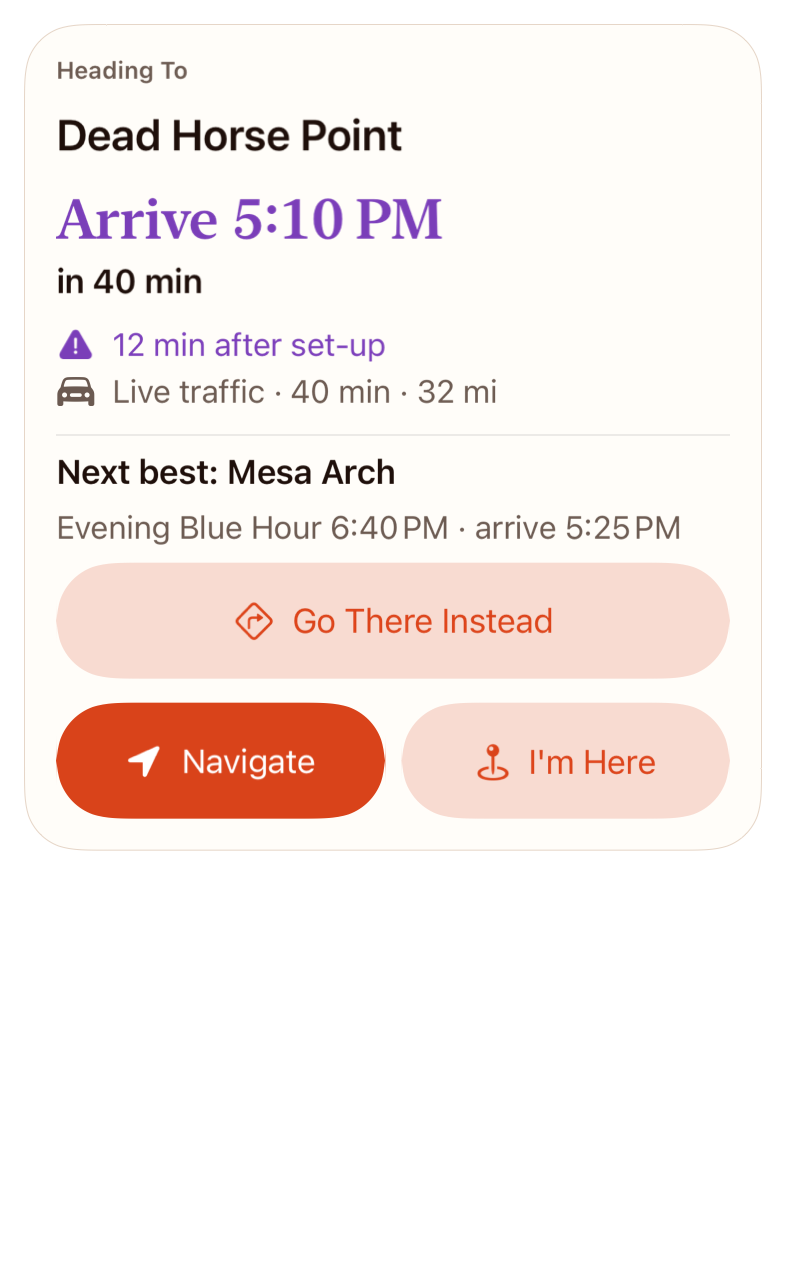 Heading To
Dead Horse Point
Arrive 5:10 PM
in 40 min
12 min after set-up
Live traffic · 40 min · 32 mi
Next best: Mesa Arch
Evening Blue Hour 6:40 PM · arrive 5:25 PM
Go There Instead
Navigate
I'm Here